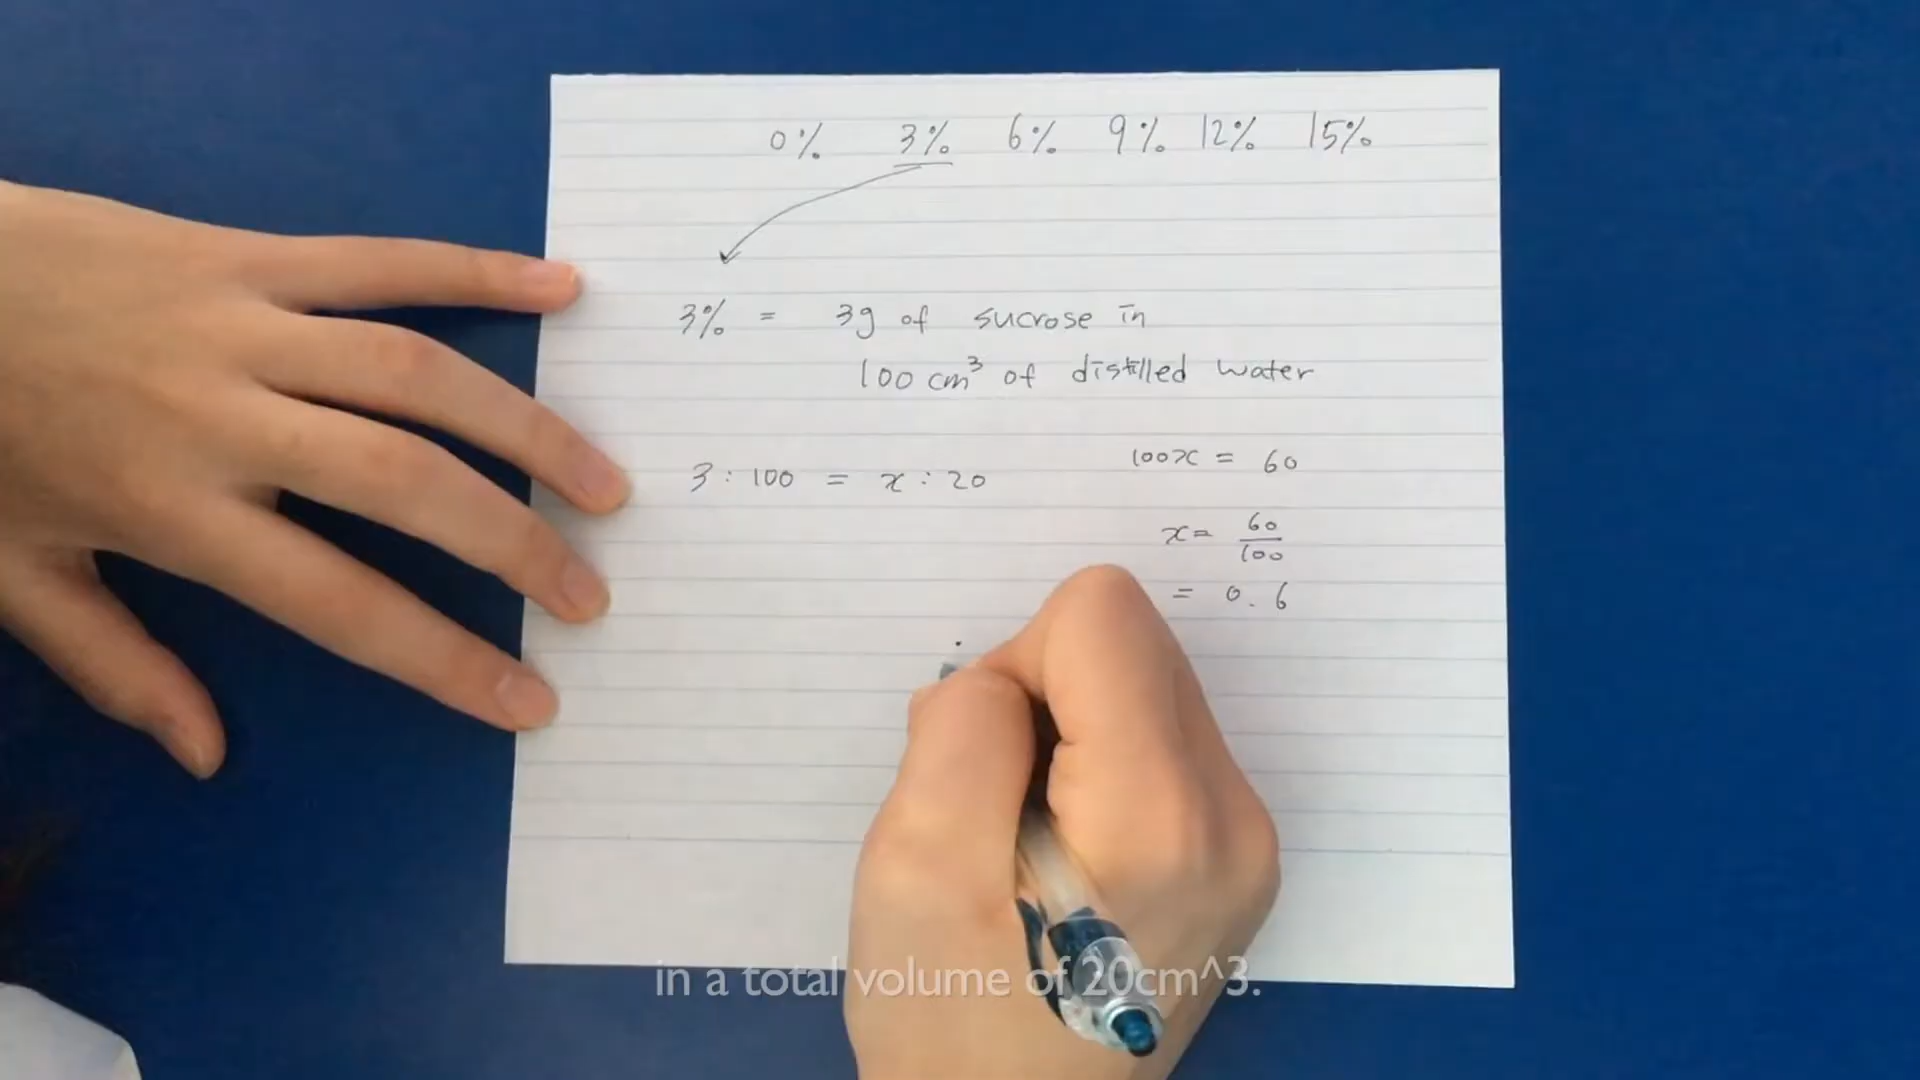 0% 3% 6% 9% 12% 15%
3% = 3g of sucrose in
100 cm³ of distilled water
3 : 100 = x : 20
100x = 60
x = 60/100
= 0.6
in a total volume of 20cm^3.